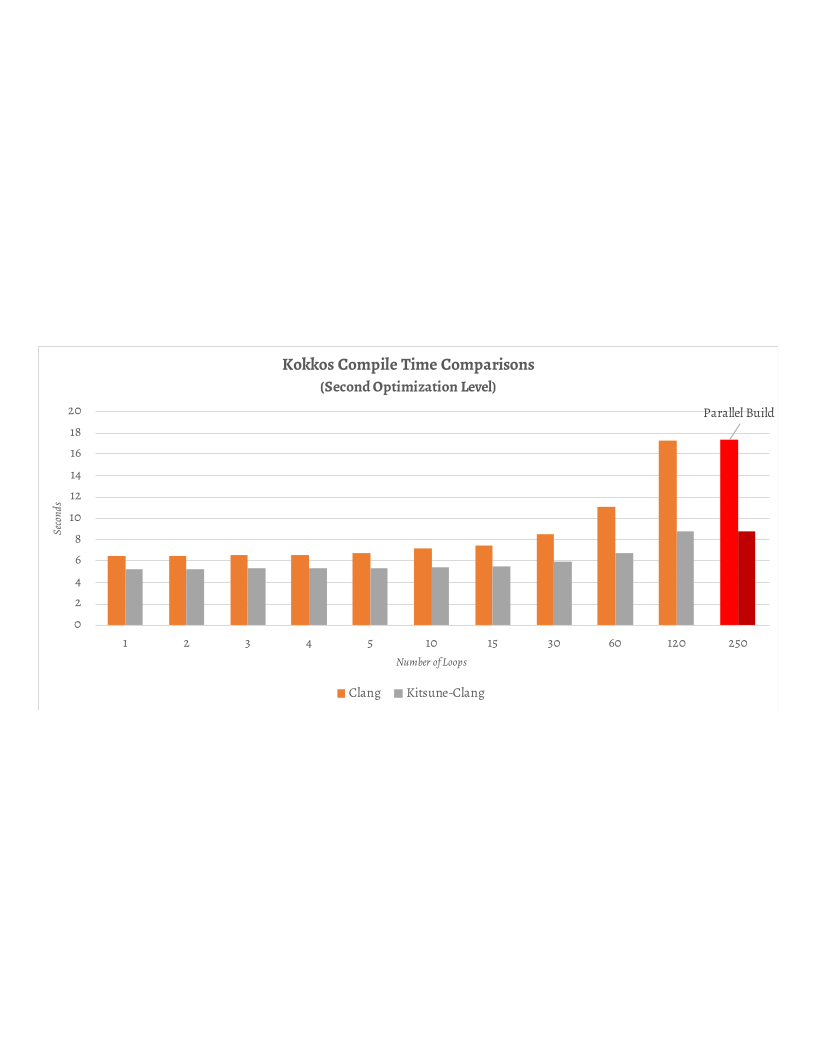 Kokkos Compile Time Comparisons
(Second Optimization Level)
Parallel Build
20
18
16
14
12
10
8
6
4
2
0
Seconds
1 2 3 4 5 10 15 30 60 120 250
Number of Loops
Clang Kitsune-Clang